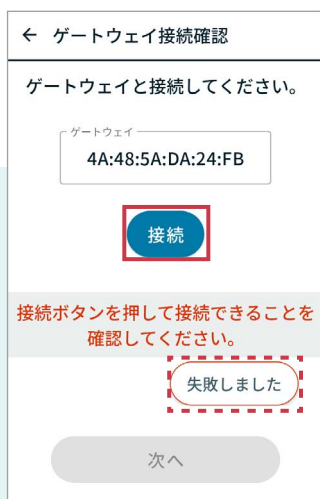 ← ゲートウェイ接続確認
ゲートウェイと接続してください。
ゲートウェイ
4A:48:5A:DA:24:FB
接続
接続ボタンを押して接続できることを
確認してください。
失敗しました
次へ